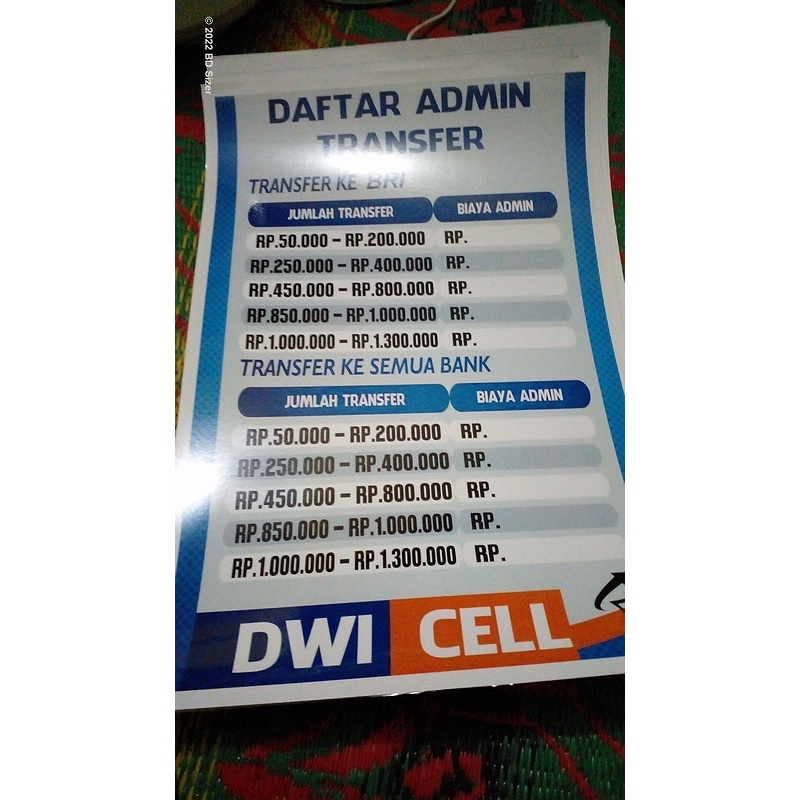 © 2022 BD Sizer
DAFTAR ADMIN
TRANSFER
TRANSFER KE BRI
JUMLAH TRANSFER BIAYA ADMIN
RP.50.000 - RP.200.000 RP.
RP.250.000 - RP.400.000 RP.
RP.450.000 - RP.800.000 RP.
RP.850.000 - RP.1.000.000 RP.
RP.1.000.000 - RP.1.300.000 RP.
TRANSFER KE SEMUA BANK
JUMLAH TRANSFER BIAYA ADMIN
RP.50.000 - RP.200.000 RP.
RP.250.000 - RP.400.000 RP.
RP.450.000 - RP.800.000 RP.
RP.850.000 - RP.1.000.000 RP.
RP.1.000.000 - RP.1.300.000 RP.
DWI CELL